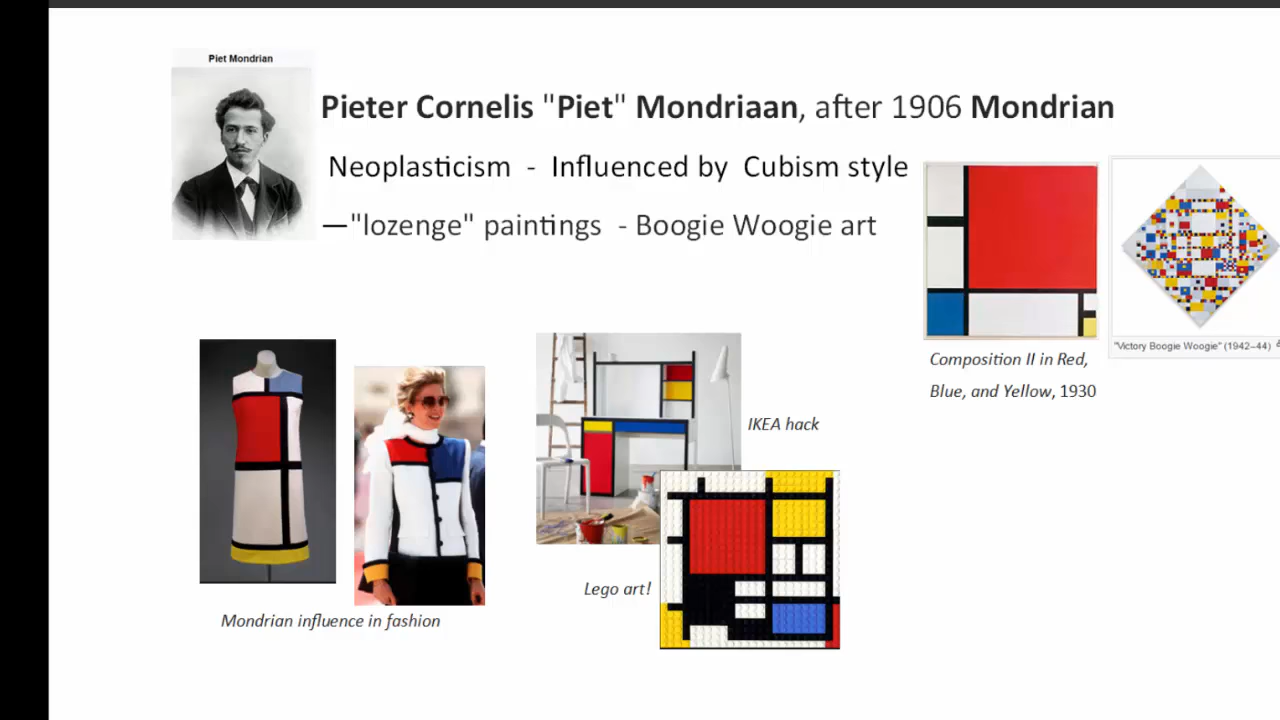 Piet Mondrian
Pieter Cornelis "Piet" Mondriaan, after 1906 Mondrian
Neoplasticism - Influenced by Cubism style
—"lozenge" paintings - Boogie Woogie art
"Victory Boogie Woogie" (1942–44)
Composition II in Red,
Blue, and Yellow, 1930
IKEA hack
Lego art!
Mondrian influence in fashion